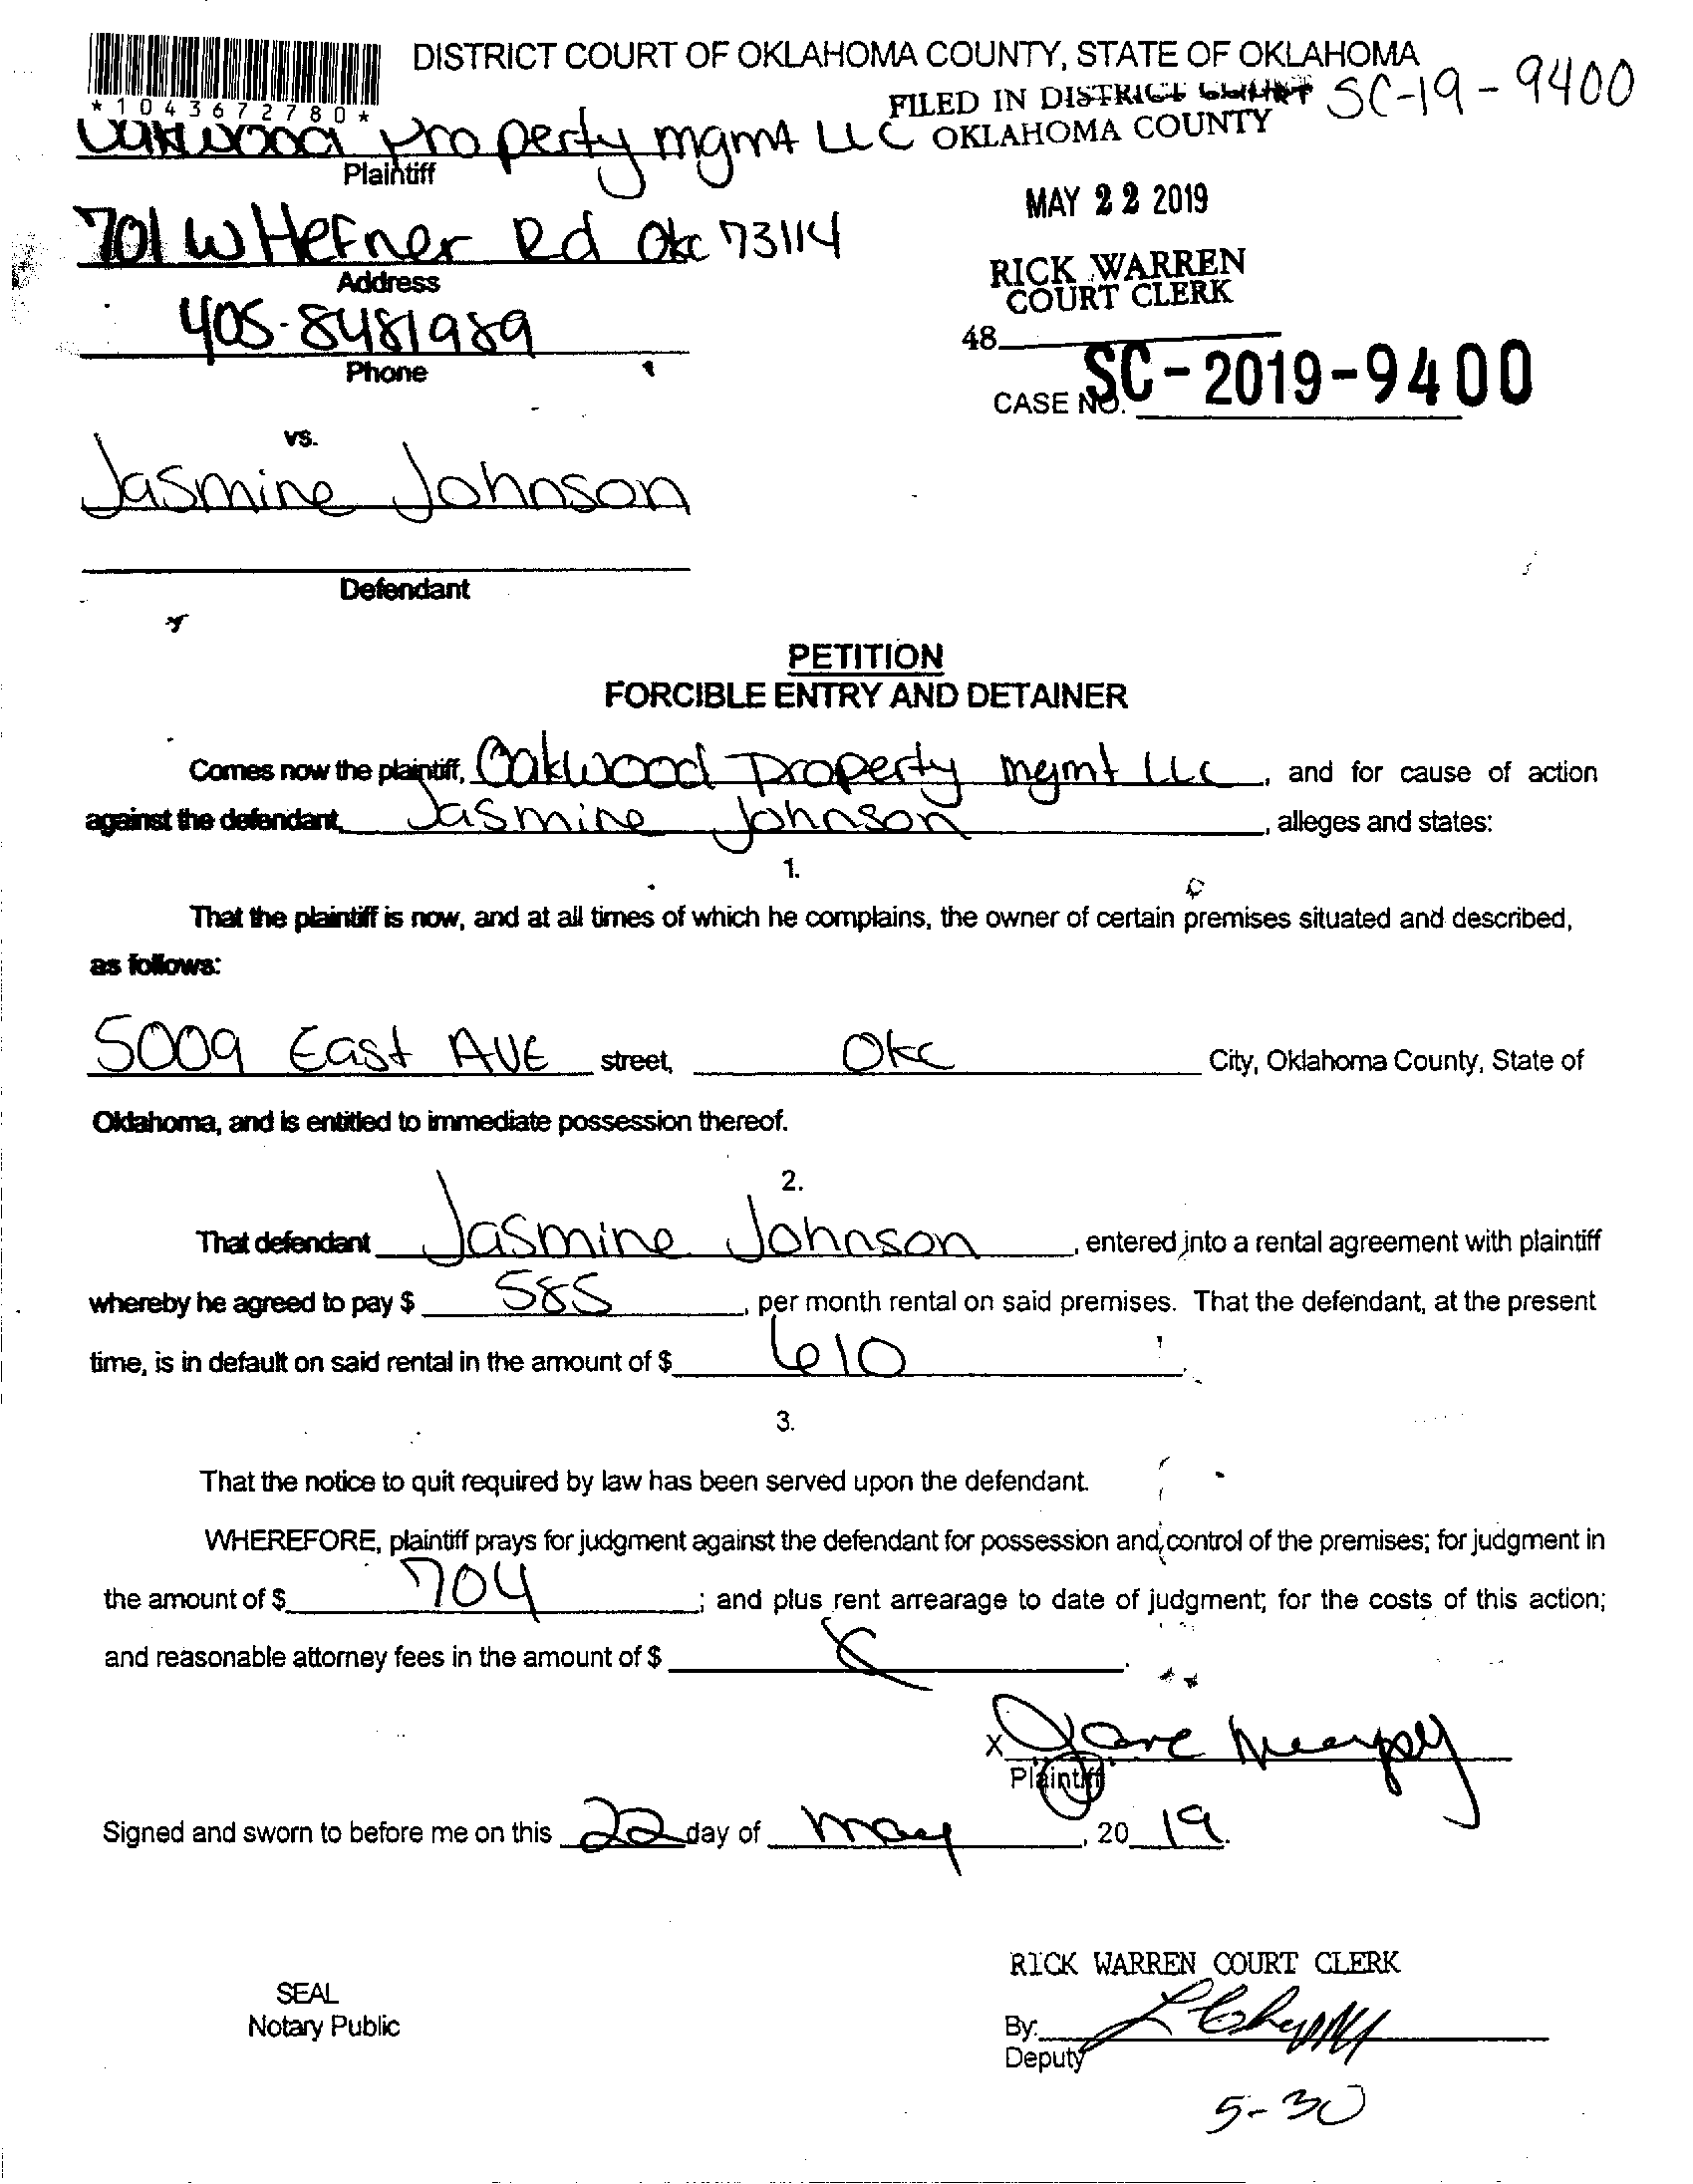 DISTRICT COURT OF OKLAHOMA COUNTY, STATE OF OKLAHOMA
*1043672780*
FILED IN DISTRICT COURT SC-19-9400
Oakwood Property mgmt LLC OKLAHOMA COUNTY
Plaintiff
MAY 22 2019
701 W Hefner Rd Okc 73114
Address
RICK WARREN
COURT CLERK
405-8481989
48
Phone
CASE NO. SC-2019-9400
vs.
Jasmine Johnson
Defendant
PETITION
FORCIBLE ENTRY AND DETAINER
Comes now the plaintiff, Oakwood Property mgmt LLC, and for cause of action
against the defendant, Jasmine Johnson, alleges and states:
1.
That the plaintiff is now, and at all times of which he complains, the owner of certain premises situated and described,
as follows:
5009 East AVE street, Okc City, Oklahoma County, State of
Oklahoma, and is entitled to immediate possession thereof.
2.
That defendant Jasmine Johnson, entered into a rental agreement with plaintiff
whereby he agreed to pay $ 585, per month rental on said premises. That the defendant, at the present
time, is in default on said rental in the amount of $ 610.
3.
That the notice to quit required by law has been served upon the defendant.
WHEREFORE, plaintiff prays for judgment against the defendant for possession and control of the premises; for judgment in
the amount of $ 704; and plus rent arrearage to date of judgment; for the costs of this action;
and reasonable attorney fees in the amount of $ .
X
Plaintiff
Signed and sworn to before me on this 22 day of may, 20 19.
RICK WARREN COURT CLERK
SEAL
Notary Public
By:
Deputy
5-30